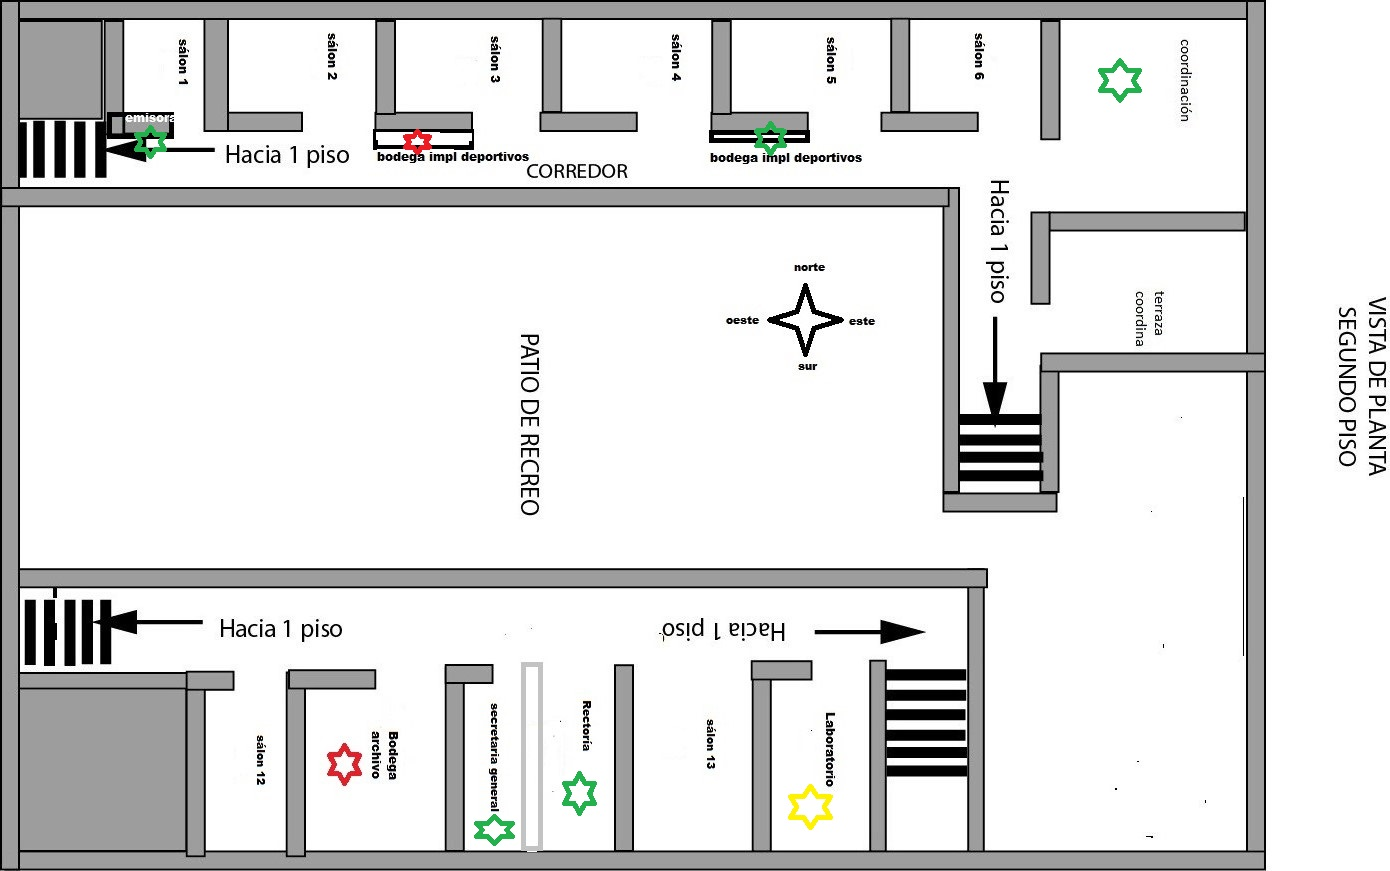 sálon 1
sálon 2
sálon 3
sálon 4
sálon 5
sálon 6
coordinación
emisora
Hacia 1 piso
bodega impl deportivos
bodega impl deportivos
CORREDOR
Hacia 1 piso
terraza
coordina
norte
oeste
este
sur
PATIO DE RECREO
VISTA DE PLANTA
SEGUNDO PISO
Hacia 1 piso
Hacia 1 piso
sálon 12
Bodega
archivo
secretaria general
Rectoría
sálon 13
Laboratorio